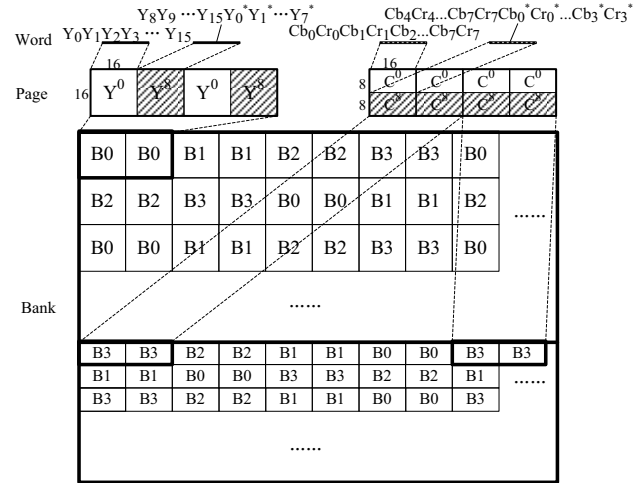 Y₈Y₉ ···Y₁₅Y₀*Y₁*···Y₇*
Cb₄Cr₄...Cb₇Cr₇Cb₀*Cr₀*...Cb₃*Cr₃*
Word Y₀Y₁Y₂Y₃ ··· Y₁₅
Cb₀Cr₀Cb₁Cr₁Cb₂...Cb₇Cr₇
16 16
Page 16 Y⁰ Y⁸ Y⁰ Y⁸ 8 C⁰ C⁰ C⁰ C⁰
8 C⁸ C⁸ C⁸ C⁸
B0 B0 B1 B1 B2 B2 B3 B3 B0
B2 B2 B3 B3 B0 B0 B1 B1 B2 ......
B0 B0 B1 B1 B2 B2 B3 B3 B0
......
Bank
B3 B3 B2 B2 B1 B1 B0 B0 B3 B3
B1 B1 B0 B0 B3 B3 B2 B2 B1 ......
B3 B3 B2 B2 B1 B1 B0 B0 B3
......